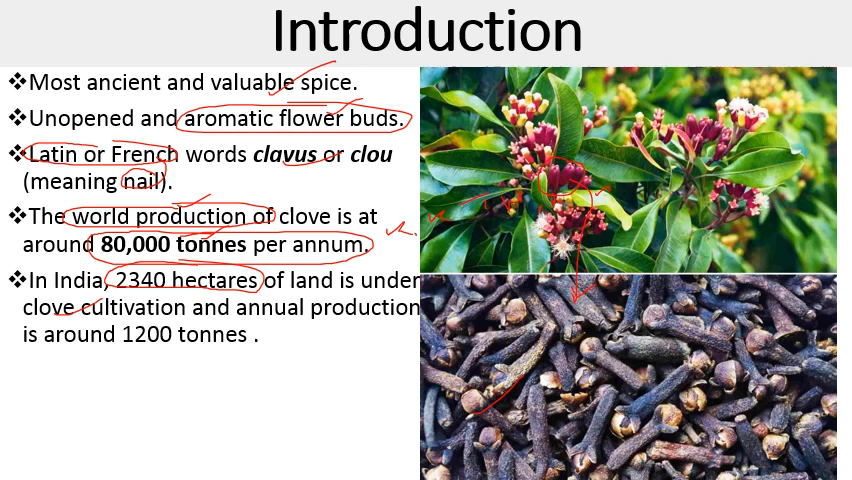 Introduction
❖Most ancient and valuable spice.
❖Unopened and aromatic flower buds.
❖Latin or French words clavus or clou
(meaning nail).
❖The world production of clove is at
around 80,000 tonnes per annum.
❖In India, 2340 hectares of land is under
clove cultivation and annual production
is around 1200 tonnes .